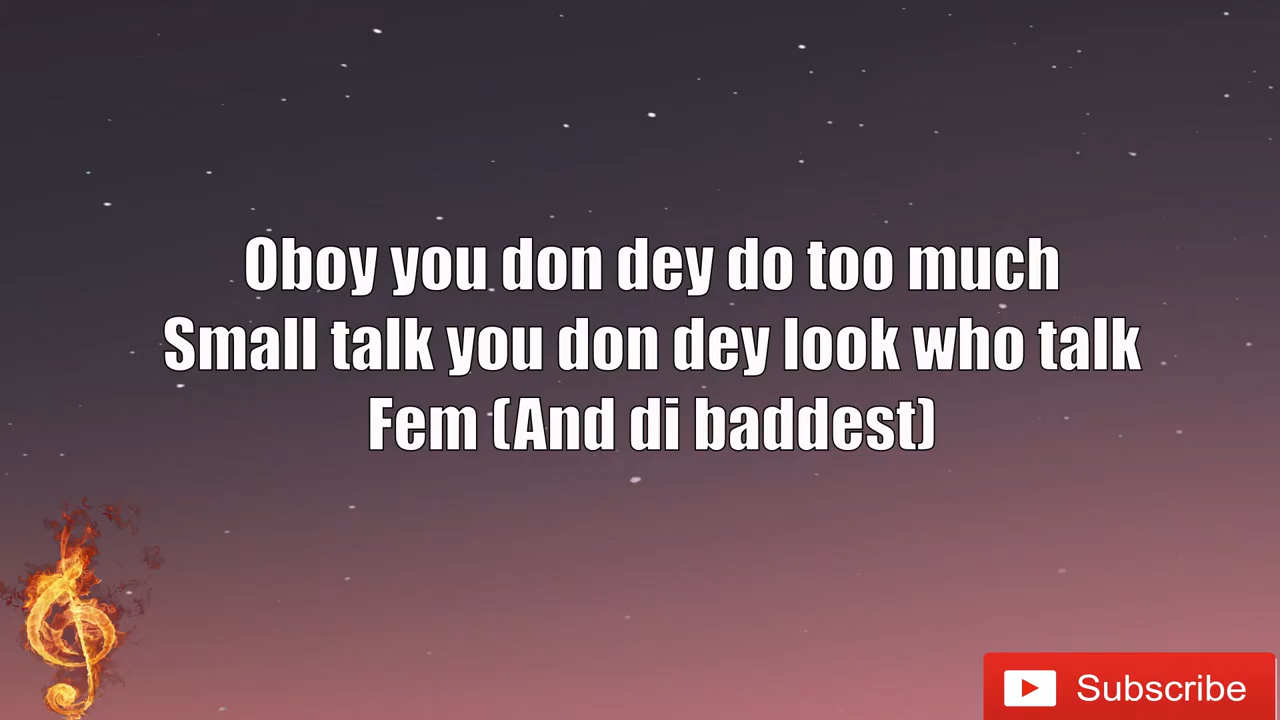 Oboy you don dey do too much
Small talk you don dey look who talk
Fem (And di baddest)
Subscribe